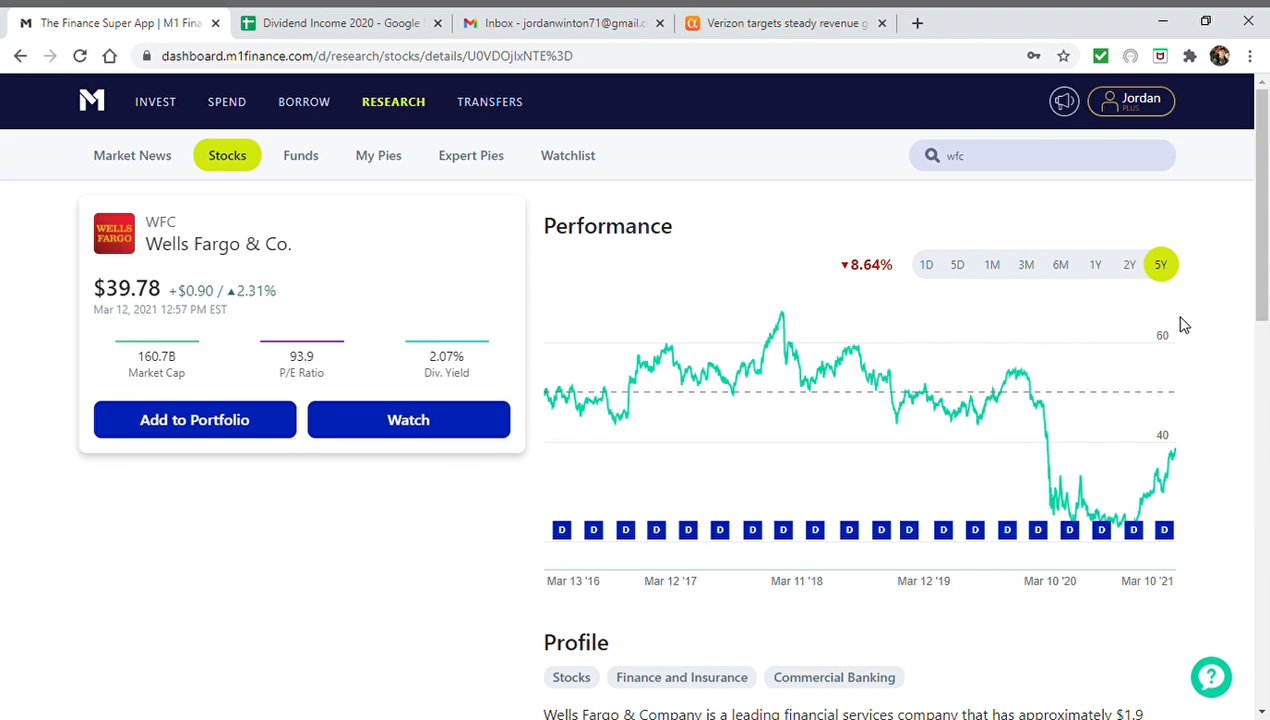 The Finance Super App | M1 Fina
Dividend Income 2020 - Google S
Inbox - jordanwinton71@gmail.c
Verizon targets steady revenue g
dashboard.m1finance.com/d/research/stocks/details/U0VDOjIxNTE%3D
INVEST SPEND BORROW RESEARCH TRANSFERS
Jordan
PLUS
Market News Stocks Funds My Pies Expert Pies Watchlist
wfc
WELLS
FARGO
WFC
Wells Fargo & Co.
$39.78 +$0.90 / ▲2.31%
Mar 12, 2021 12:57 PM EST
160.7B 93.9 2.07%
Market Cap P/E Ratio Div. Yield
Add to Portfolio Watch
Performance
▼8.64% 1D 5D 1M 3M 6M 1Y 2Y 5Y
60
40
D D D D D D D D D D D D D D D D D D D D
Mar 13 '16 Mar 12 '17 Mar 11 '18 Mar 12 '19 Mar 10 '20 Mar 10 '21
Profile
Stocks Finance and Insurance Commercial Banking
Wells Fargo & Company is a leading financial services company that has approximately $1.9